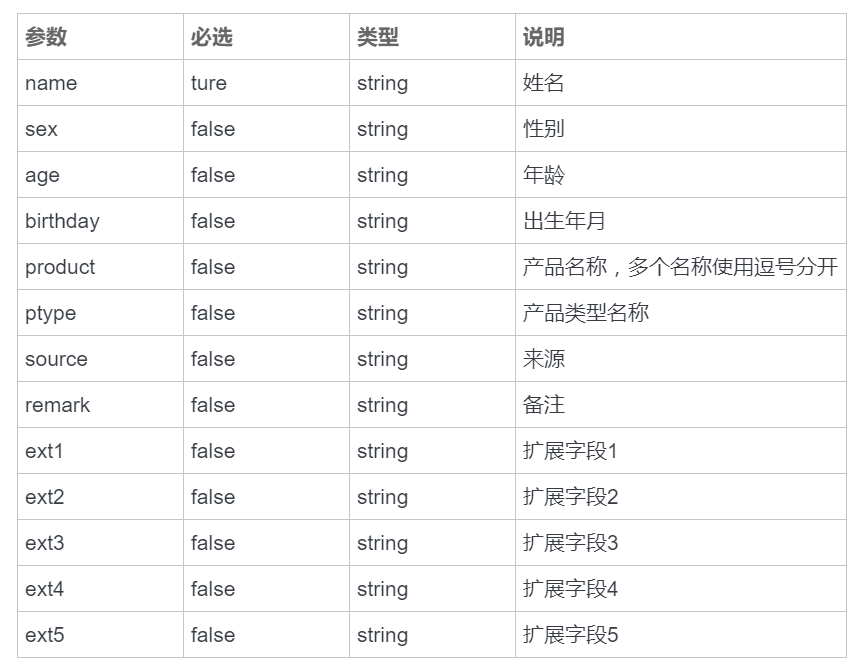 参数 必选 类型 说明
name ture string 姓名
sex false string 性别
age false string 年龄
birthday false string 出生年月
product false string 产品名称，多个名称使用逗号分开
ptype false string 产品类型名称
source false string 来源
remark false string 备注
ext1 false string 扩展字段1
ext2 false string 扩展字段2
ext3 false string 扩展字段3
ext4 false string 扩展字段4
ext5 false string 扩展字段5